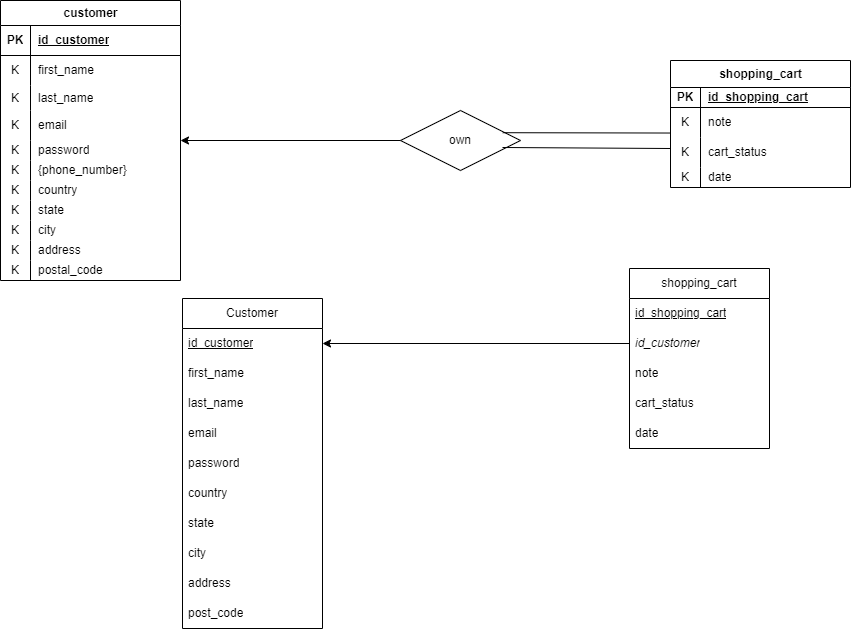 customer
PK id_customer
K first_name
K last_name
K email
K password
K {phone_number}
K country
K state
K city
K address
K postal_code
own
shopping_cart
PK id_shopping_cart
K note
K cart_status
K date
Customer
id_customer
first_name
last_name
email
password
country
state
city
address
post_code
shopping_cart
id_shopping_cart
id_customer
note
cart_status
date